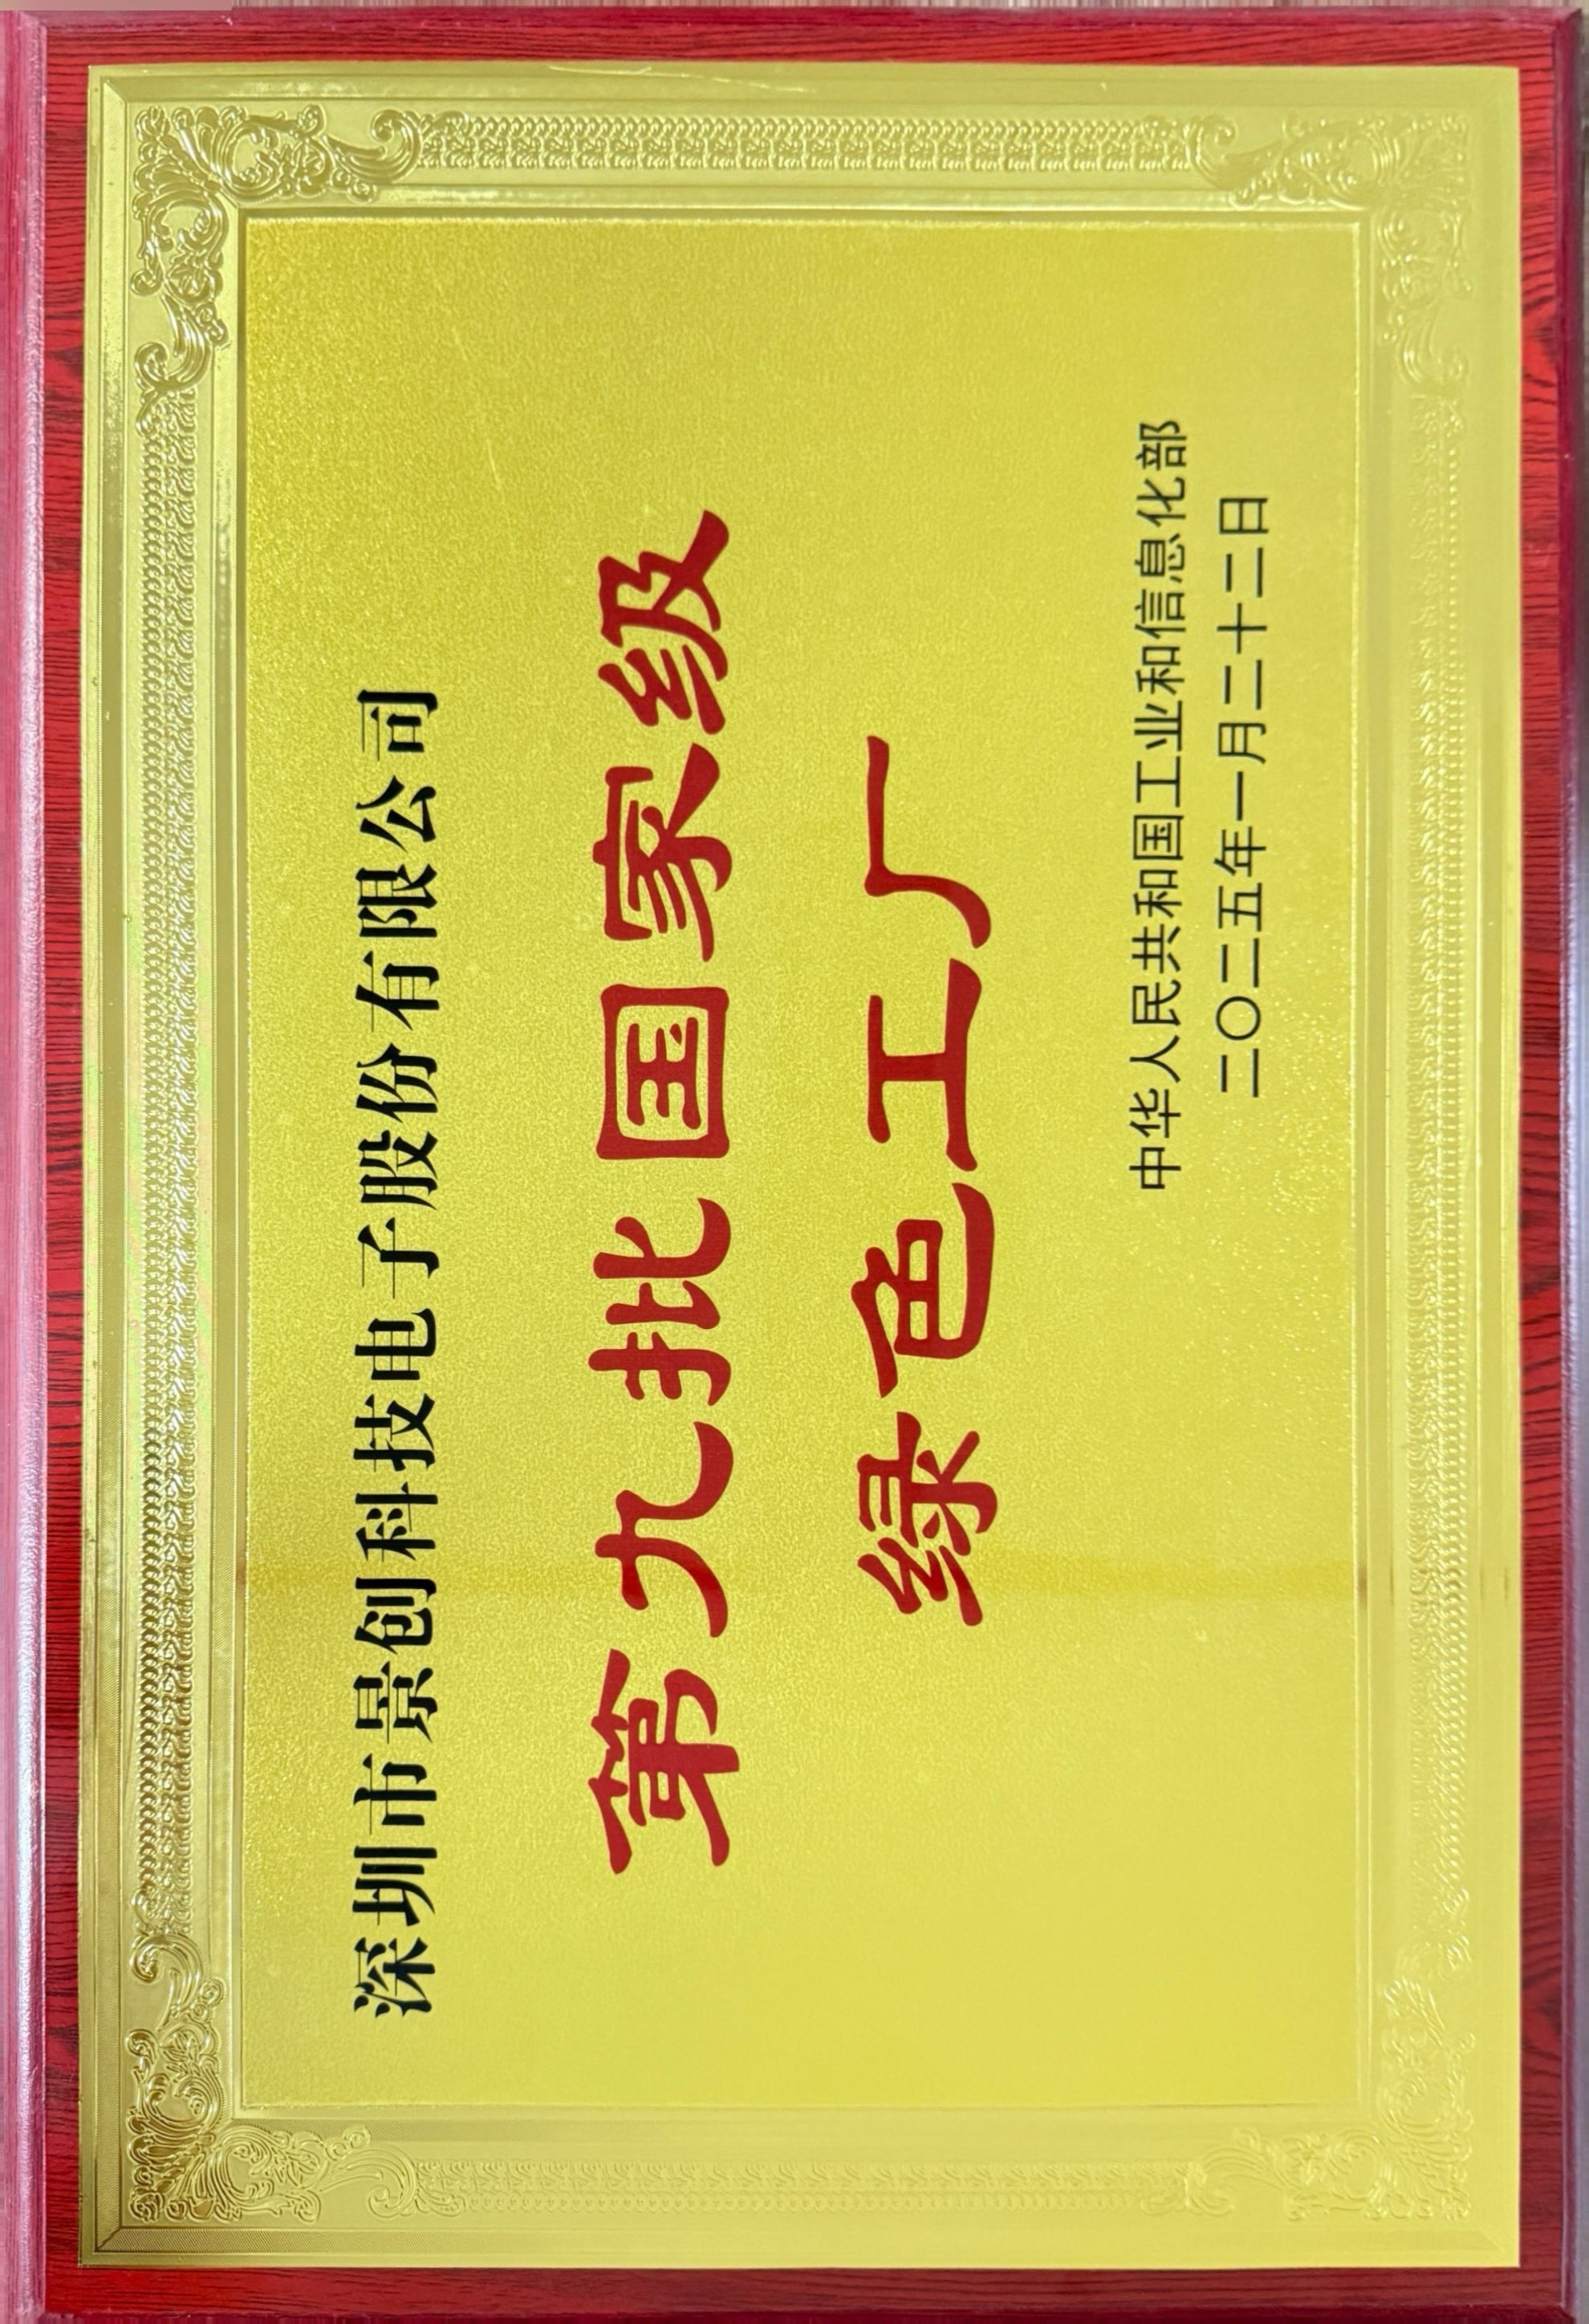 深圳市景创科技电子股份有限公司
第九批国家级
绿色工厂
中华人民共和国工业和信息化部
二〇二五年一月二十二日